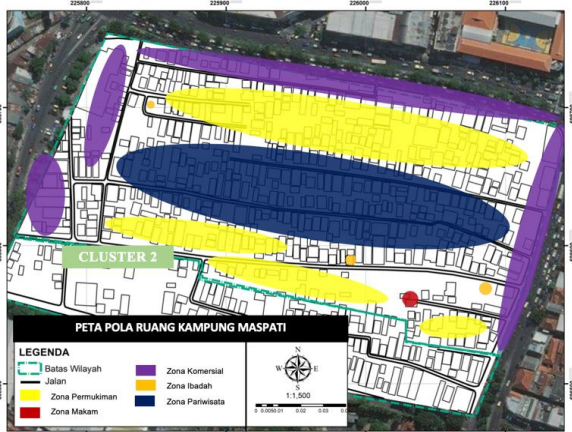 225800 225900 226000 226100
CLUSTER 2
PETA POLA RUANG KAMPUNG MASPATI
LEGENDA
Batas Wilayah
Jalan
Zona Permukiman
Zona Makam
Zona Komersial
Zona Ibadah
Zona Pariwisata
N
W E
S
1:1,500